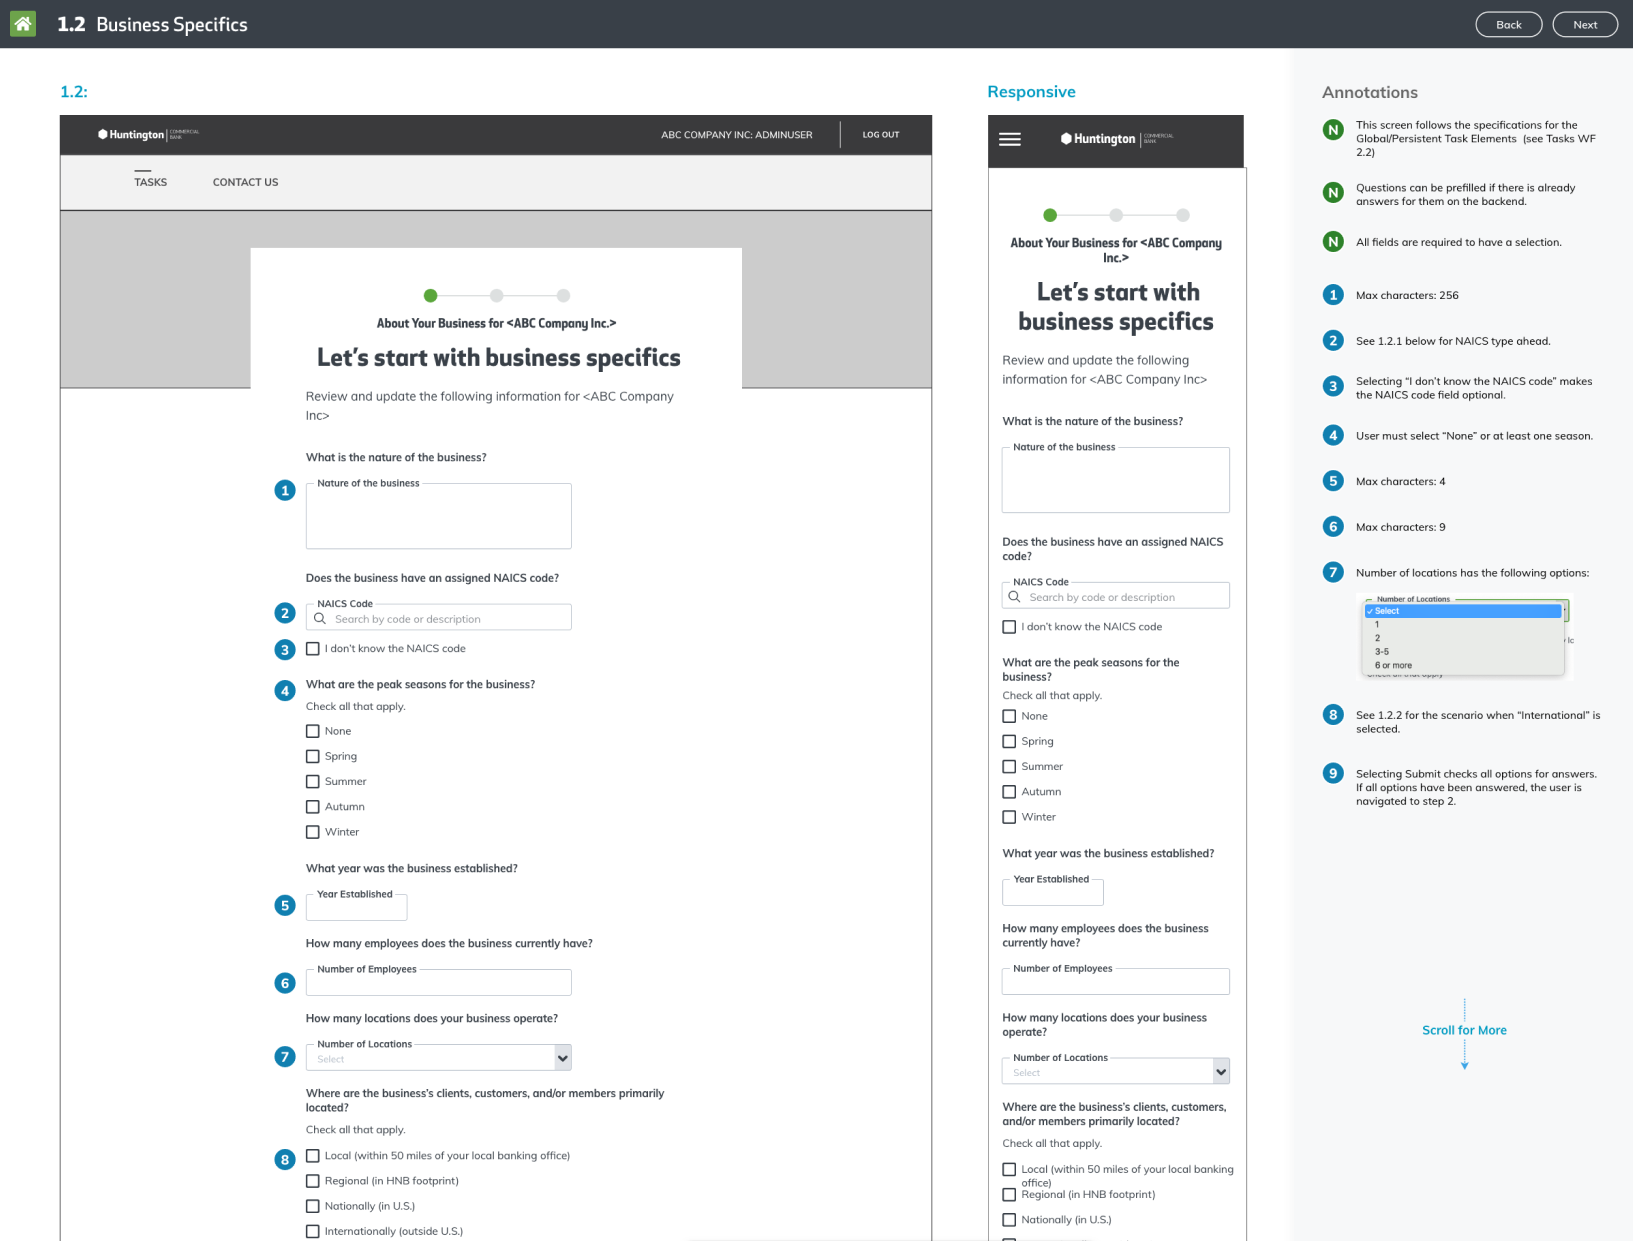 1.2 Business Specifics
Back
Next
1.2:
Huntington
COMMERCIAL
BANK
ABC COMPANY INC: ADMINUSER
LOG OUT
TASKS
CONTACT US
About Your Business for <ABC Company Inc.>
Let's start with business specifics
Review and update the following information for <ABC Company
Inc>
What is the nature of the business?
1
Nature of the business
Does the business have an assigned NAICS code?
2
NAICS Code
Search by code or description
3
I don't know the NAICS code
4
What are the peak seasons for the business?
Check all that apply.
None
Spring
Summer
Autumn
Winter
What year was the business established?
5
Year Established
How many employees does the business currently have?
6
Number of Employees
How many locations does your business operate?
7
Number of Locations
Select
Where are the business's clients, customers, and/or members primarily
located?
Check all that apply.
8
Local (within 50 miles of your local banking office)
Regional (in HNB footprint)
Nationally (in U.S.)
Internationally (outside U.S.)
Responsive
Huntington
COMMERCIAL
BANK
About Your Business for <ABC Company
Inc.>
Let's start with
business specifics
Review and update the following
information for <ABC Company Inc>
What is the nature of the business?
Nature of the business
Does the business have an assigned NAICS
code?
NAICS Code
Search by code or description
I don't know the NAICS code
What are the peak seasons for the
business?
Check all that apply.
None
Spring
Summer
Autumn
Winter
What year was the business established?
Year Established
How many employees does the business
currently have?
Number of Employees
How many locations does your business
operate?
Number of Locations
Select
Where are the business's clients, customers,
and/or members primarily located?
Check all that apply.
Local (within 50 miles of your local banking
office)
Regional (in HNB footprint)
Nationally (in U.S.)
Annotations
N
This screen follows the specifications for the
Global/Persistent Task Elements (see Tasks WF
2.2)
N
Questions can be prefilled if there is already
answers for them on the backend.
N
All fields are required to have a selection.
1
Max characters: 256
2
See 1.2.1 below for NAICS type ahead.
3
Selecting "I don't know the NAICS code" makes
the NAICS code field optional.
4
User must select "None" or at least one season.
5
Max characters: 4
6
Max characters: 9
7
Number of locations has the following options:
Number of Locations
Select
1
2
3-5
6 or more
8
See 1.2.2 for the scenario when "International" is
selected.
9
Selecting Submit checks all options for answers.
If all options have been answered, the user is
navigated to step 2.
Scroll for More